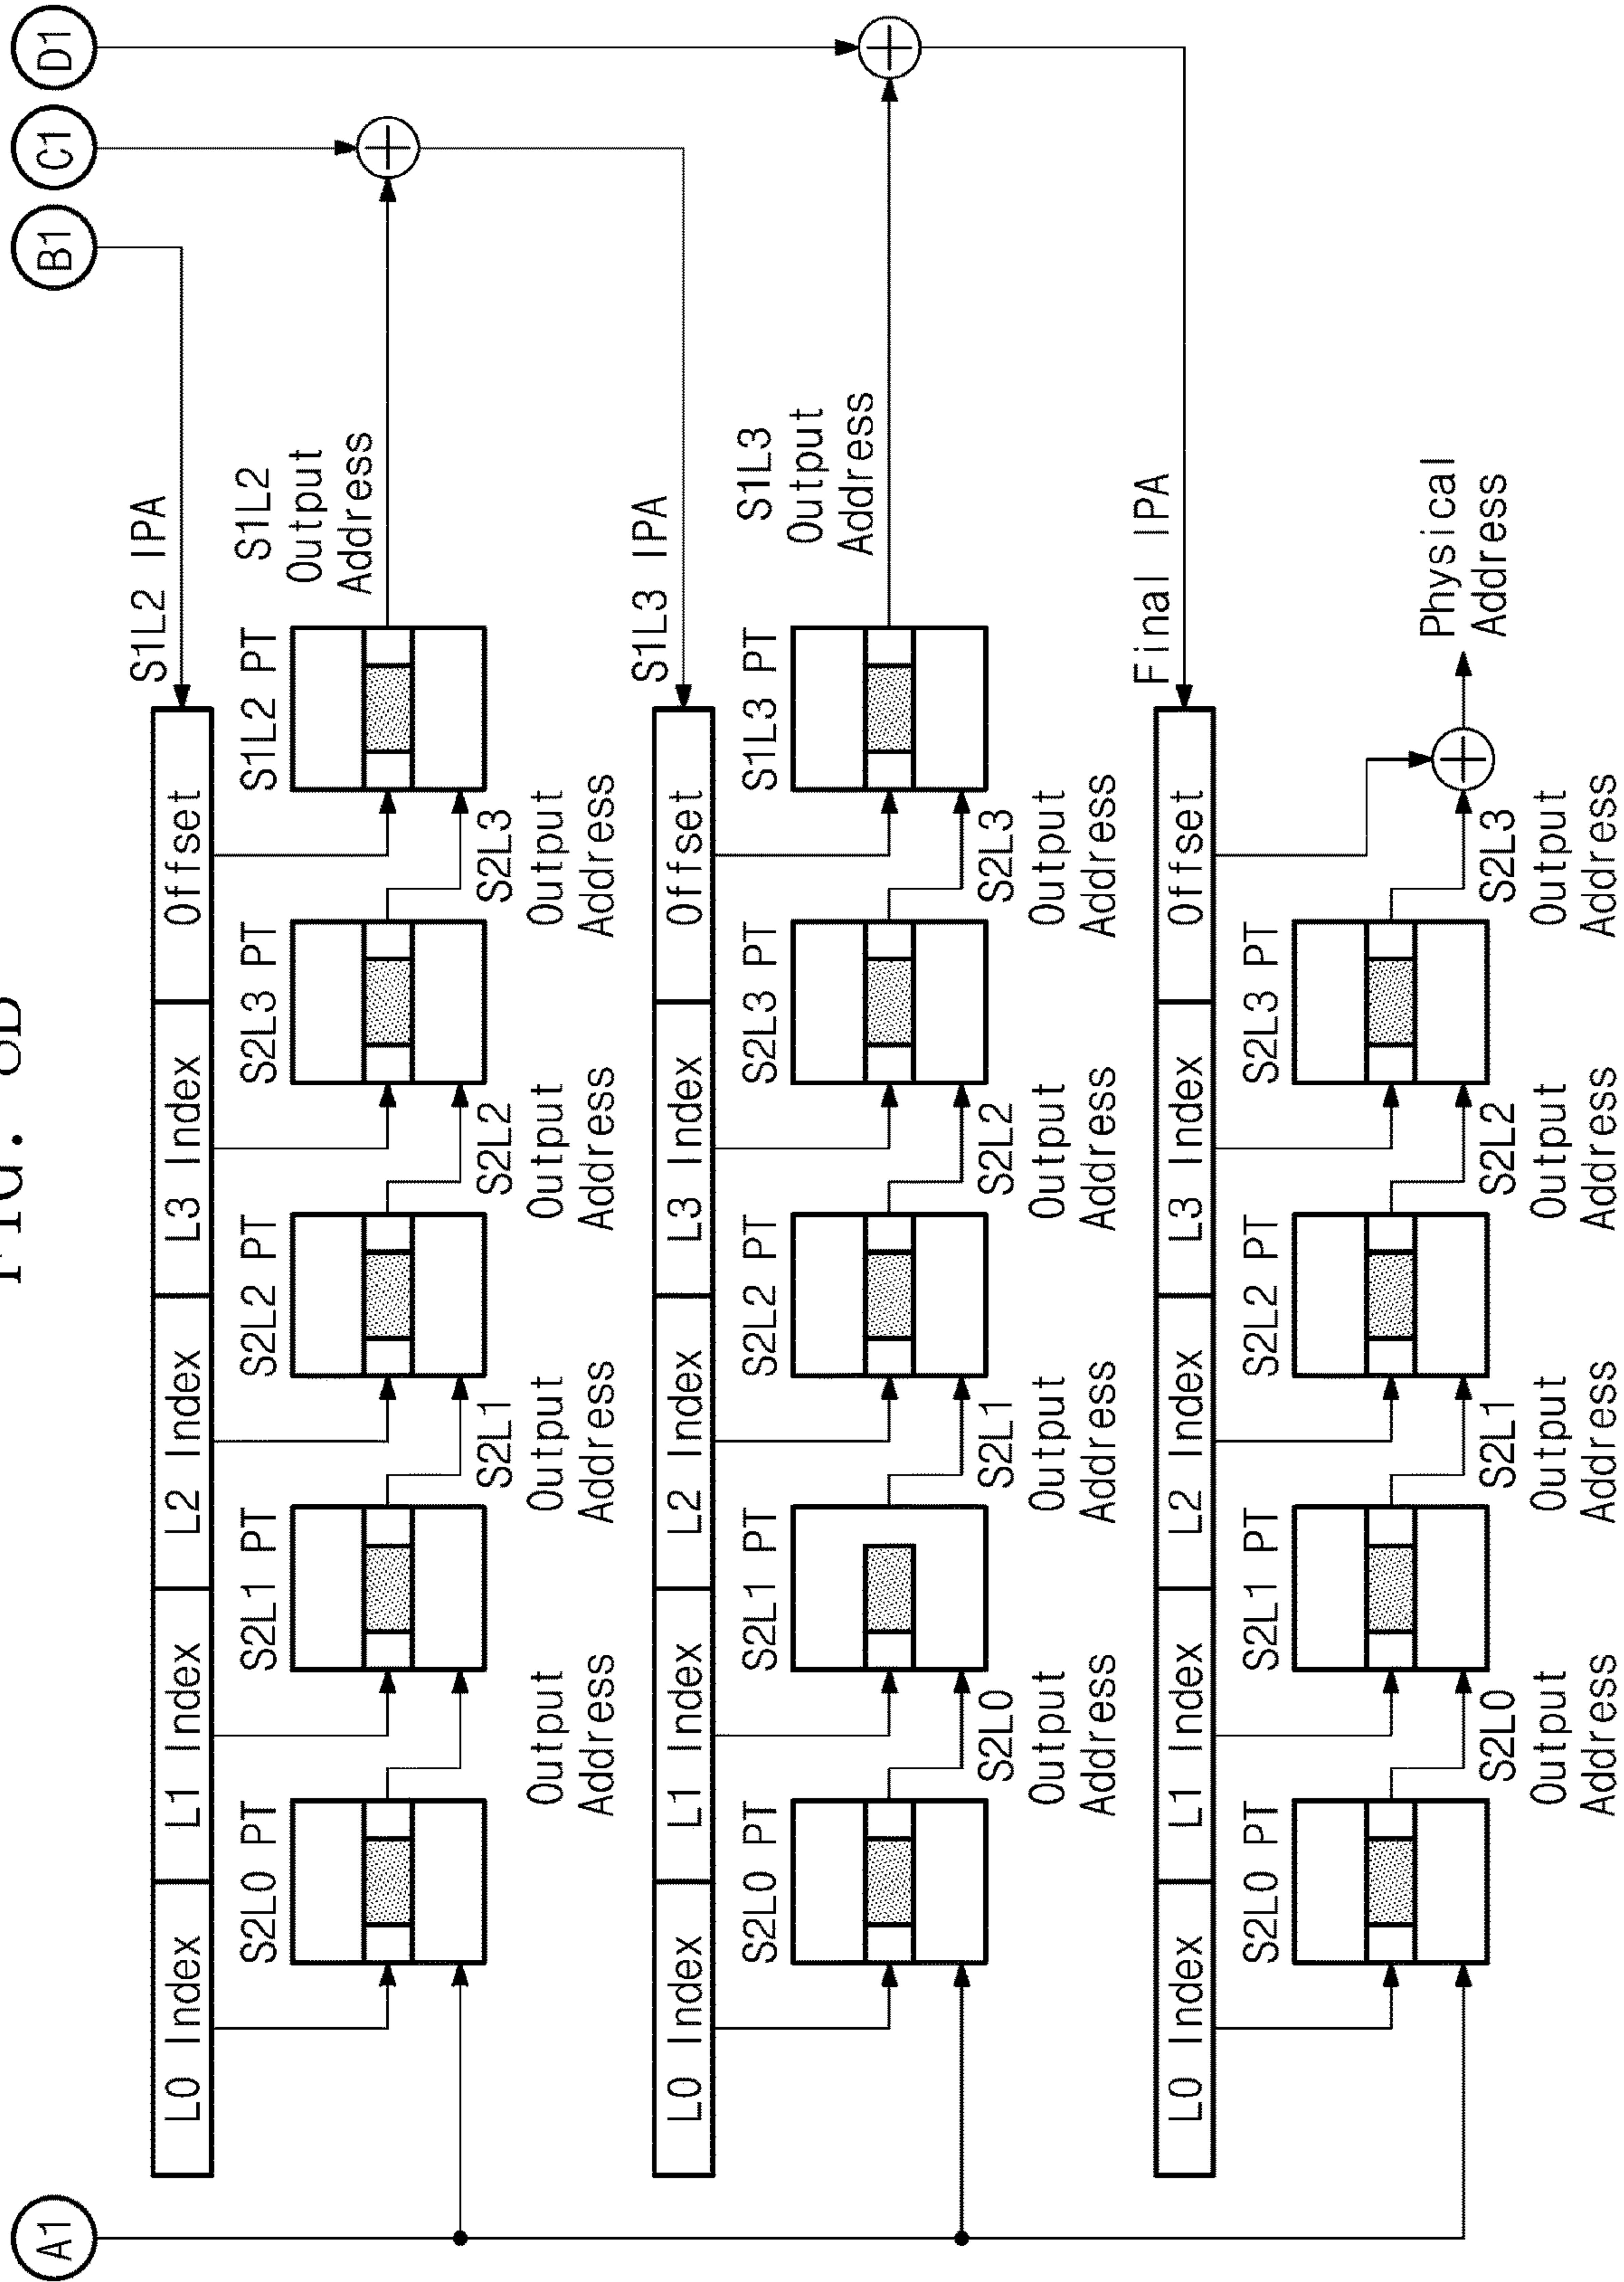 FIG.
A1
B1
C1
D1
S1L2 IPA
L0 Index
L1 Index
L2 Index
L3 Index
Offset
S2L0 PT
S2L1 PT
S2L2 PT
S2L3 PT
S1L2 PT
S1L2
Output
Address
Output
Address
S2L1
Output
Address
S2L2
Output
Address
S2L3
Output
Address
S1L3 IPA
L0 Index
L1 Index
L2 Index
L3 Index
Offset
S2L0 PT
S2L1 PT
S2L2 PT
S2L3 PT
S1L3 PT
S1L3
Output
Address
S2L0
Output
Address
S2L1
Output
Address
S2L2
Output
Address
S2L3
Output
Address
Final IPA
L0 Index
L1 Index
L2 Index
L3 Index
Offset
S2L0 PT
S2L1 PT
S2L2 PT
S2L3 PT
Physical
Address
S2L0
Output
Address
S2L1
Output
Address
S2L2
Output
Address
S2L3
Output
Address